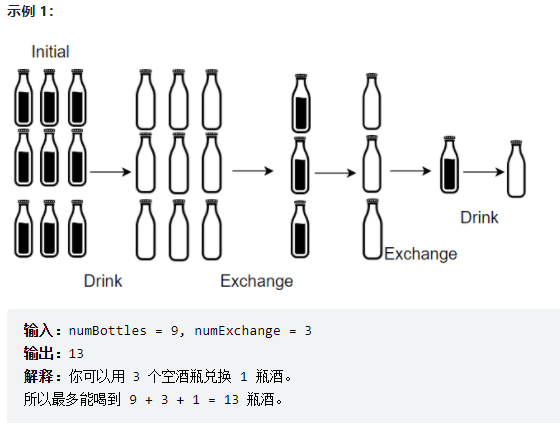 示例 1：
Initial
Drink
Exchange
Exchange
Drink
输入：numBottles = 9, numExchange = 3
输出：13
解释：你可以用 3 个空酒瓶兑换 1 瓶酒。
所以最多能喝到 9 + 3 + 1 = 13 瓶酒。